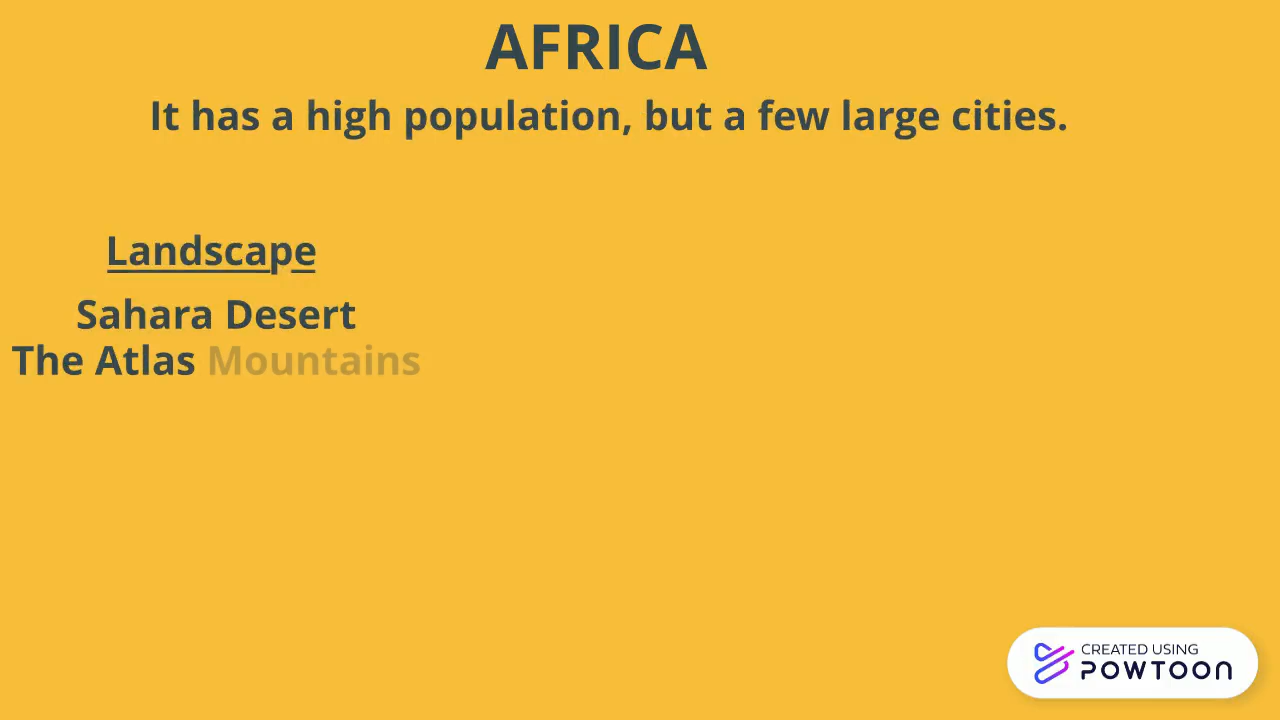 AFRICA
It has a high population, but a few large cities.
Landscape
Sahara Desert
The Atlas Mountains
CREATED USING
POWTOON